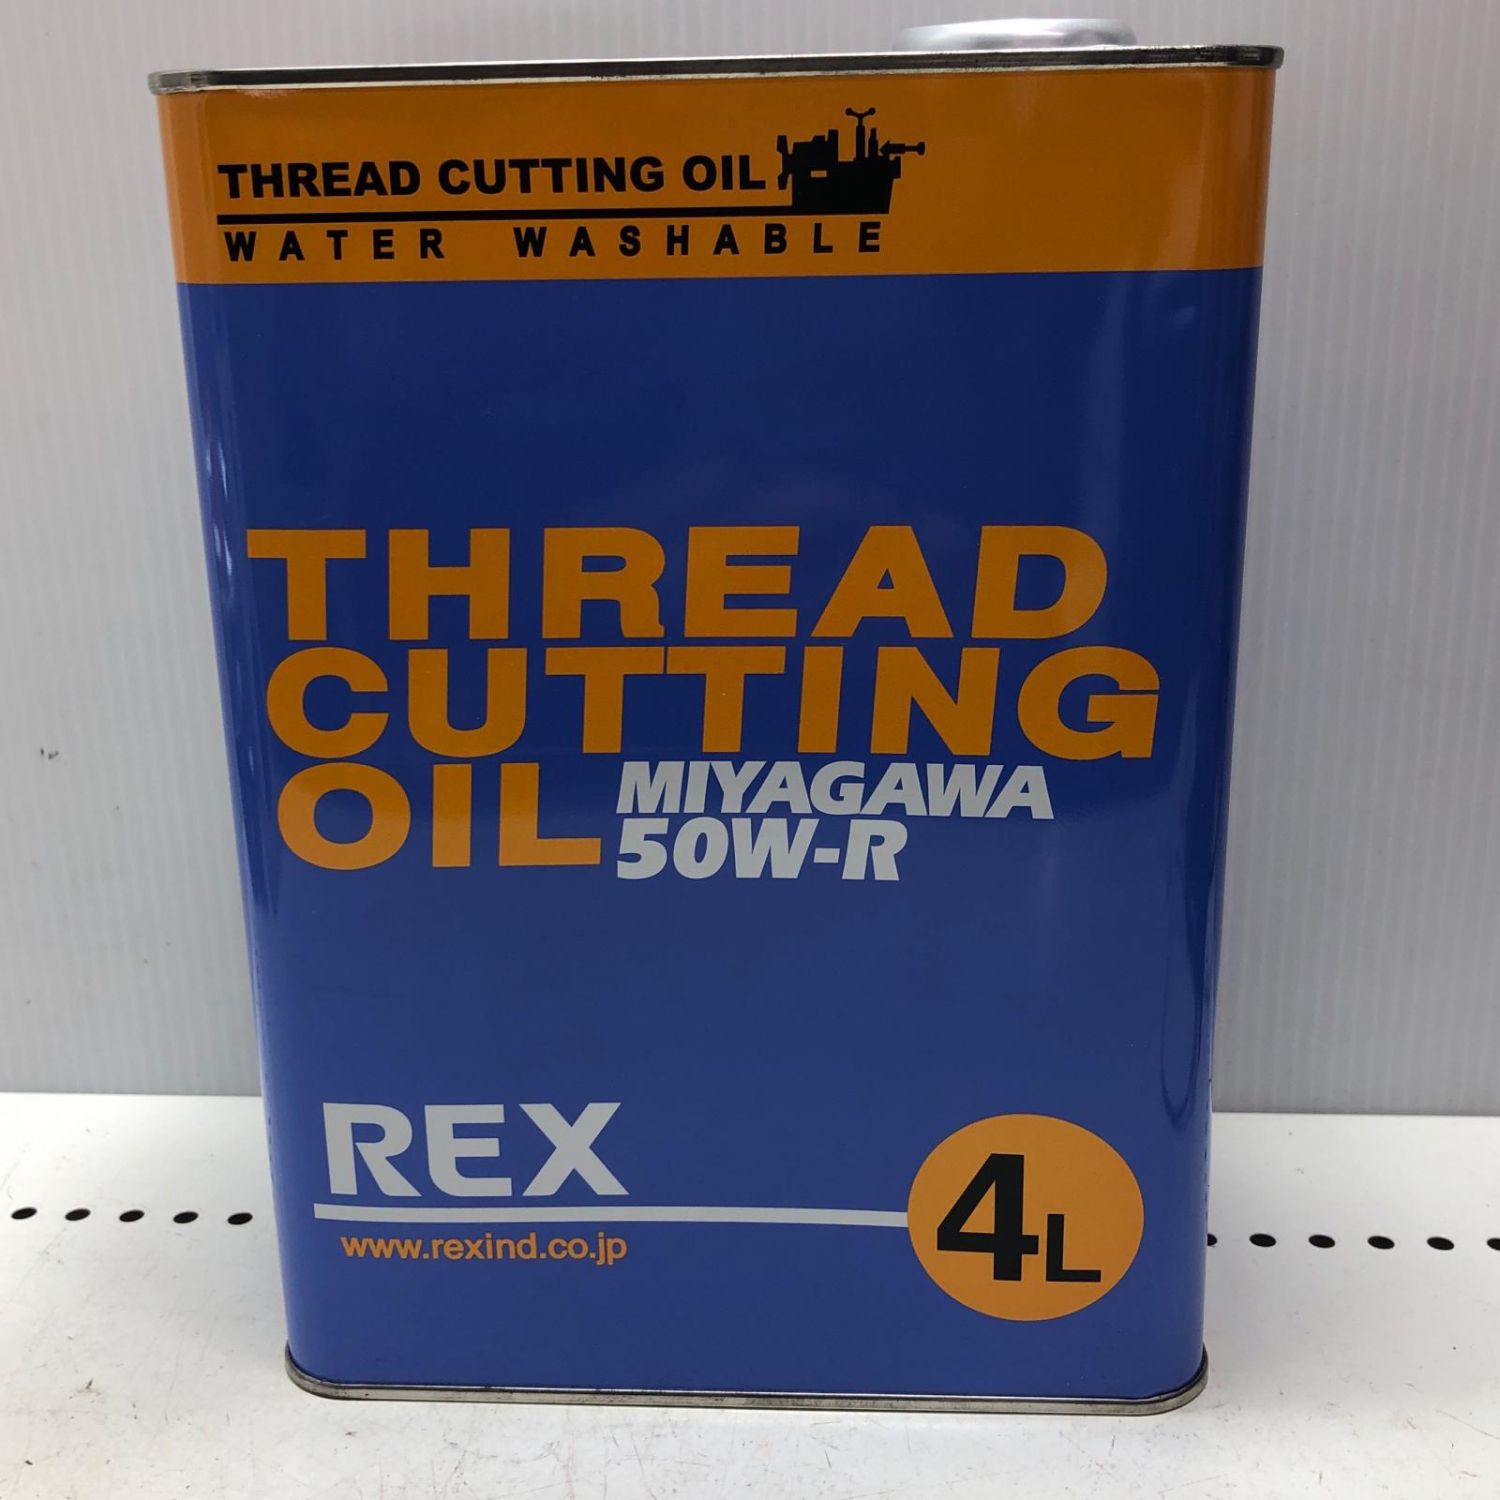 THREAD CUTTING OIL
WATER WASHABLE
THREAD
CUTTING
OIL MIYAGAWA
50W-R
REX
www.rexind.co.jp
4L